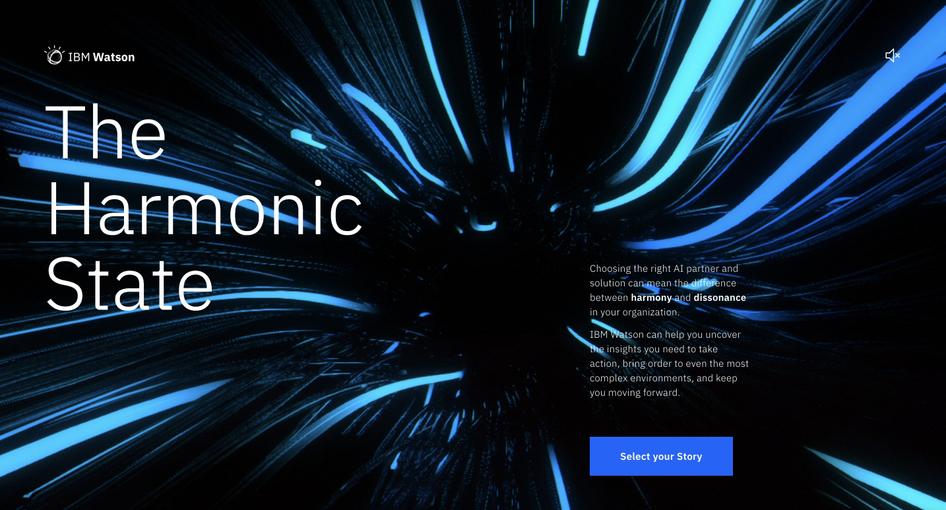 IBM Watson
The
Harmonic
State
Choosing the right AI partner and
solution can mean the difference
between harmony and dissonance
in your organization.
IBM Watson can help you uncover
the insights you need to take
action, bring order to even the most
complex environments, and keep
you moving forward.
Select your Story